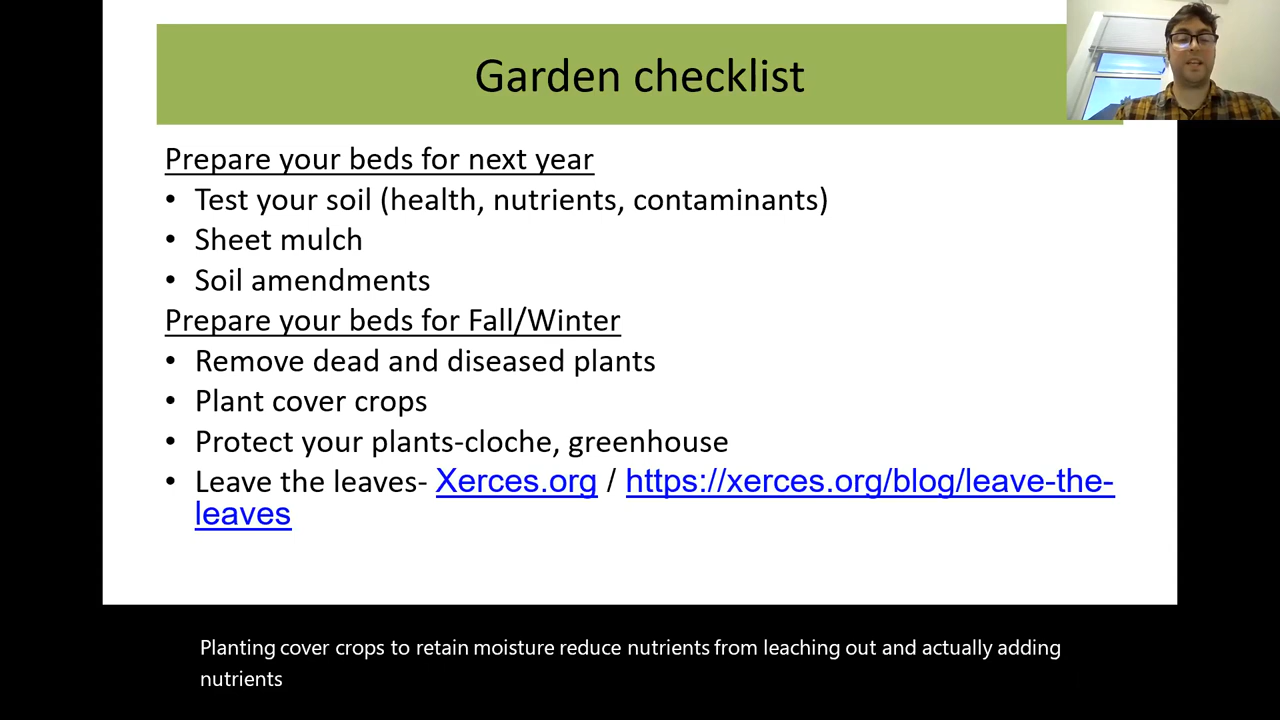 Garden checklist
Prepare your beds for next year
• Test your soil (health, nutrients, contaminants)
• Sheet mulch
• Soil amendments
Prepare your beds for Fall/Winter
• Remove dead and diseased plants
• Plant cover crops
• Protect your plants-cloche, greenhouse
• Leave the leaves- Xerces.org / https://xerces.org/blog/leave-the-
leaves
Planting cover crops to retain moisture reduce nutrients from leaching out and actually adding
nutrients